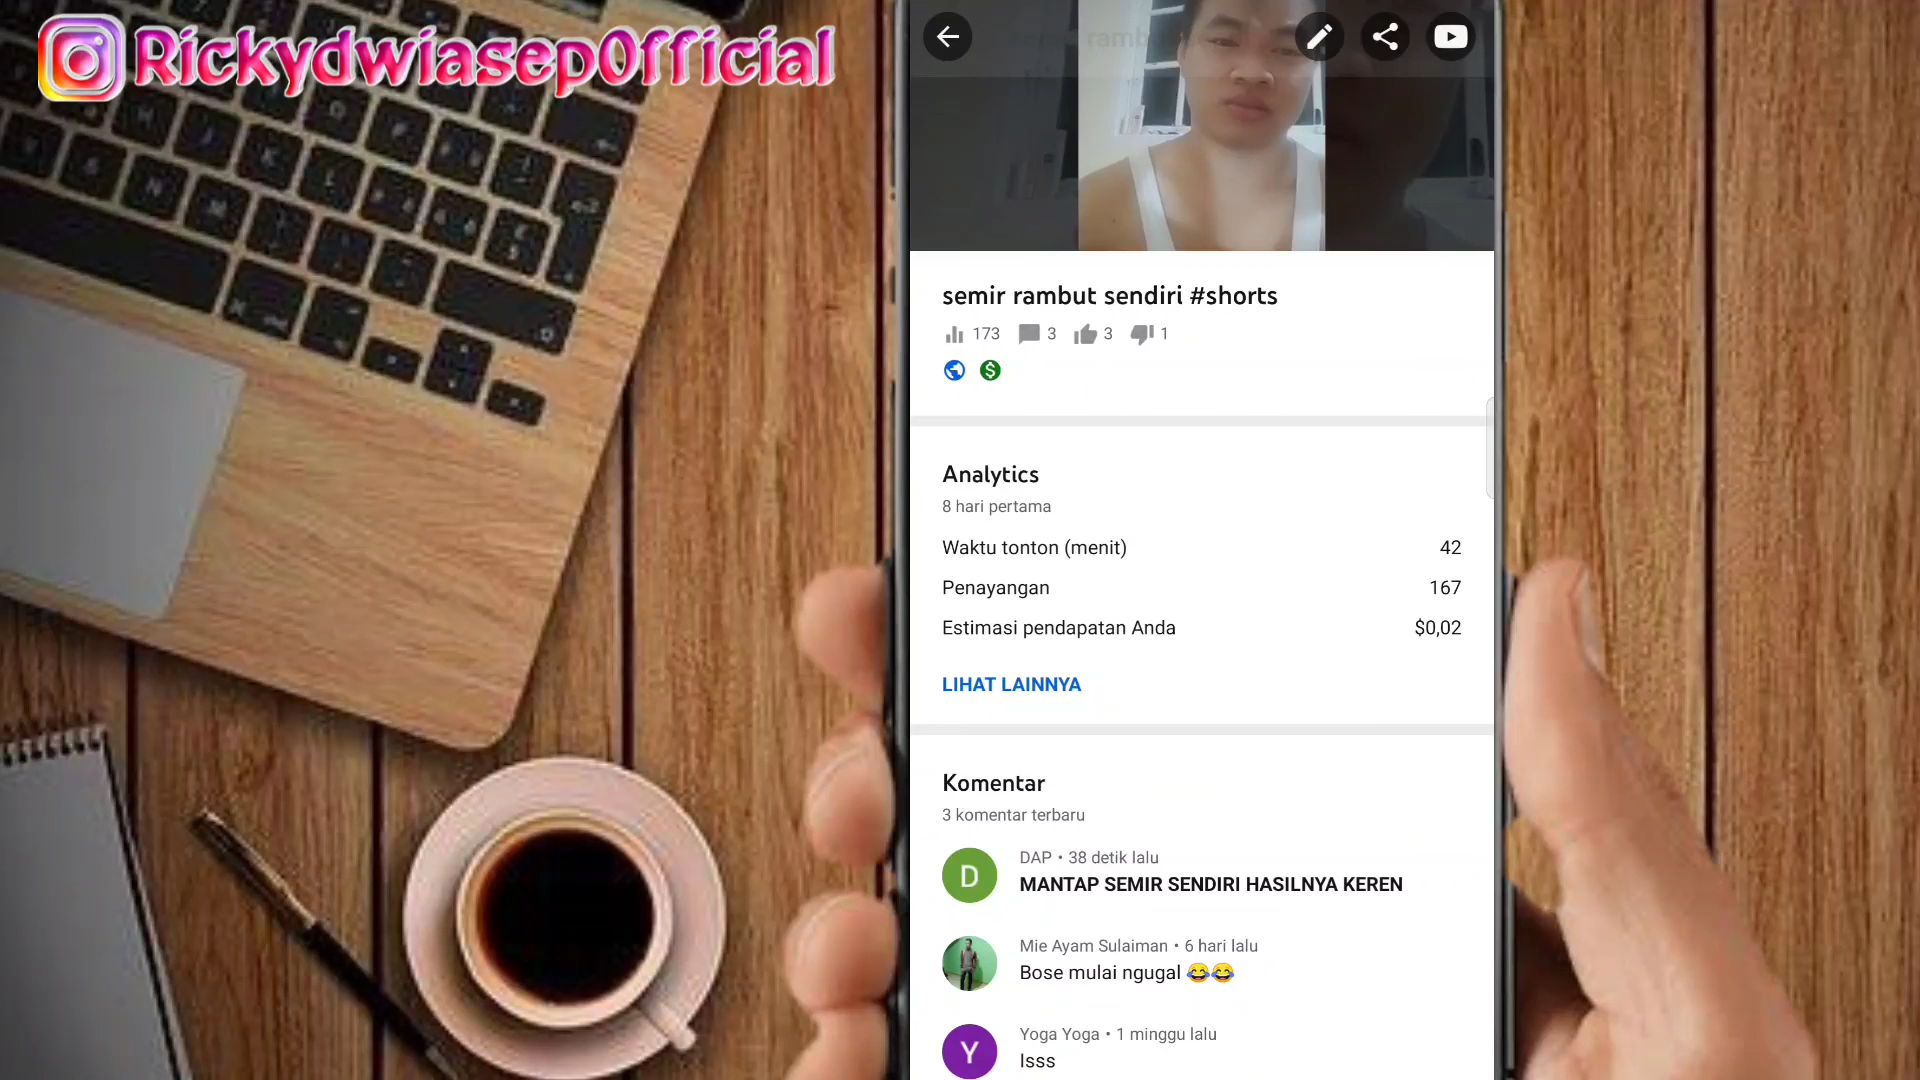 Rickydwiasep0fficial
semir rambut sendiri #shorts
173 3 3 1
Analytics
8 hari pertama
Waktu tonton (menit) 42
Penayangan 167
Estimasi pendapatan Anda $0,02
LIHAT LAINNYA
Komentar
3 komentar terbaru
D
DAP • 38 detik lalu
MANTAP SEMIR SENDIRI HASILNYA KEREN
Mie Ayam Sulaiman • 6 hari lalu
Bose mulai ngugal 😂😂
Y
Yoga Yoga • 1 minggu lalu
Isss